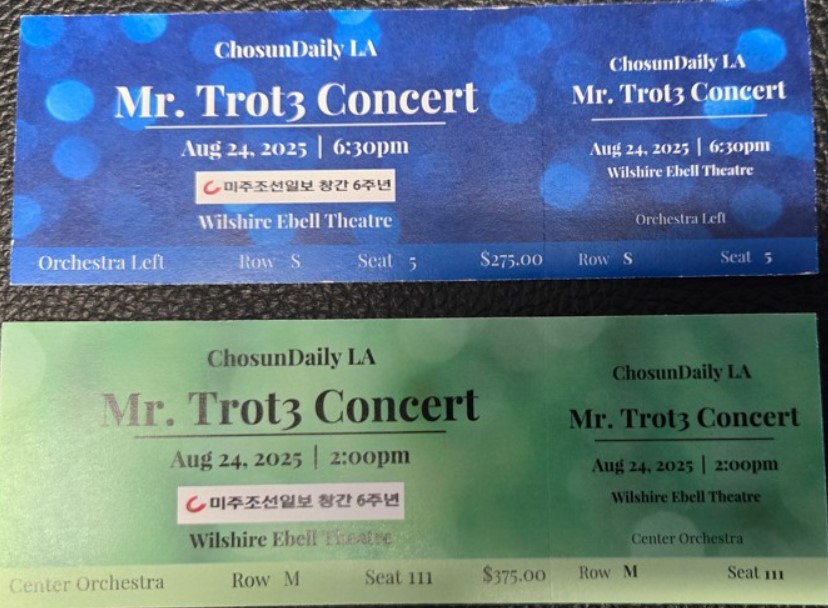 ChosunDaily LA
Mr. Trot3 Concert
Aug 24, 2025 | 6:30pm
미주조선일보 창간 6주년
Wilshire Ebell Theatre
Orchestra Left Row S Seat 5 $275.00
ChosunDaily LA
Mr. Trot3 Concert
Aug 24, 2025 | 6:30pm
Wilshire Ebell Theatre
Orchestra Left
Row S Seat 5
ChosunDaily LA
Mr. Trot3 Concert
Aug 24, 2025 | 2:00pm
미주조선일보 창간 6주년
Wilshire Ebell Theatre
Center Orchestra Row M Seat 111 $375.00
ChosunDaily LA
Mr. Trot3 Concert
Aug 24, 2025 | 2:00pm
Wilshire Ebell Theatre
Center Orchestra
Row M Seat 111